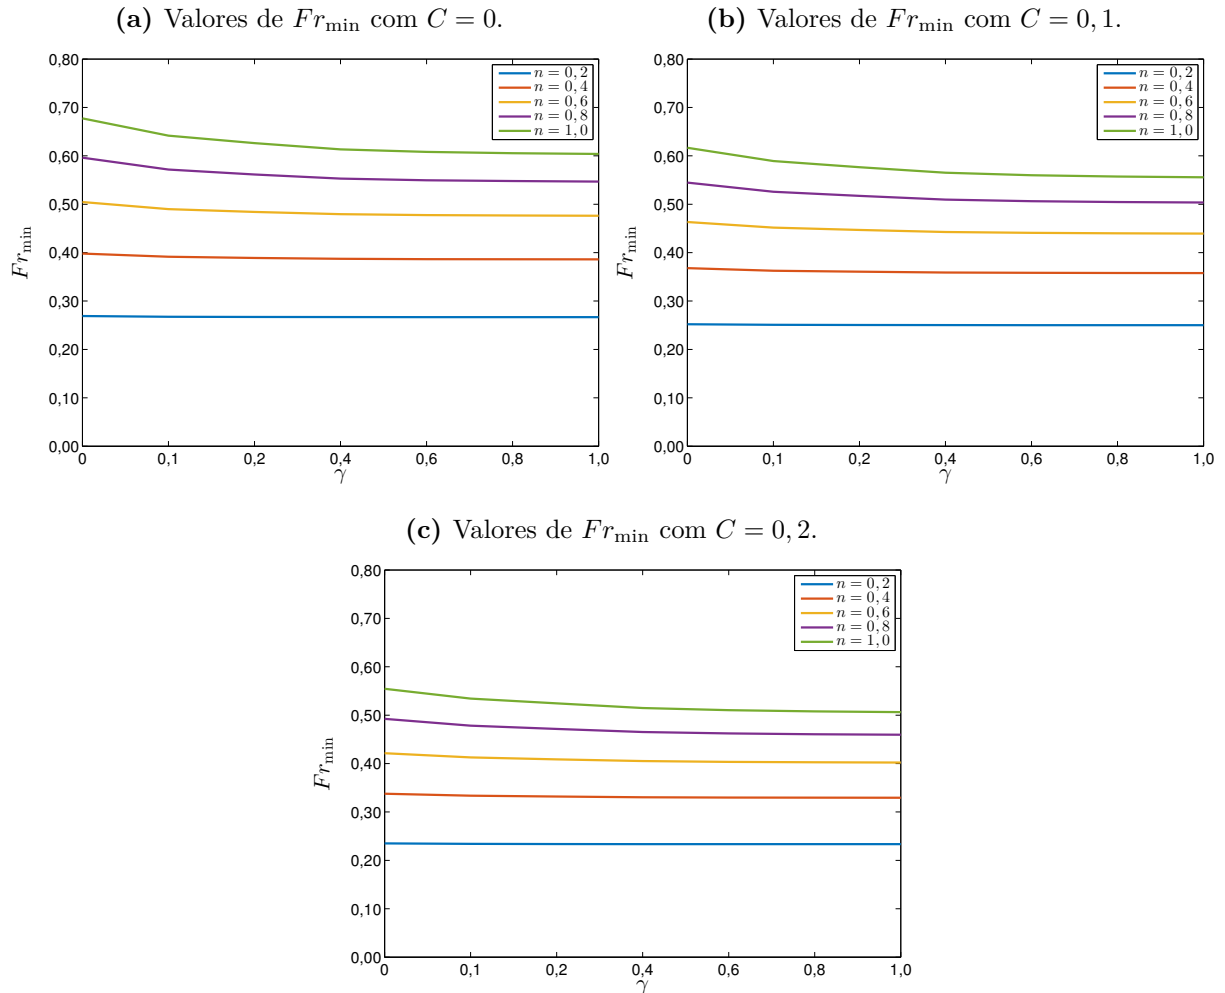 (a) Valores de Fr_min com C = 0.
0,80
0,70
0,60
0,50
0,40
0,30
0,20
0,10
0,00
Fr_min
0 0,1 0,2 0,4 0,6 0,8 1,0
γ
n = 0,2
n = 0,4
n = 0,6
n = 0,8
n = 1,0
(b) Valores de Fr_min com C = 0,1.
0,80
0,70
0,60
0,50
0,40
0,30
0,20
0,10
0,00
Fr_min
0 0,1 0,2 0,4 0,6 0,8 1,0
γ
n = 0,2
n = 0,4
n = 0,6
n = 0,8
n = 1,0
(c) Valores de Fr_min com C = 0,2.
0,80
0,70
0,60
0,50
0,40
0,30
0,20
0,10
0,00
Fr_min
0 0,1 0,2 0,4 0,6 0,8 1,0
γ
n = 0,2
n = 0,4
n = 0,6
n = 0,8
n = 1,0